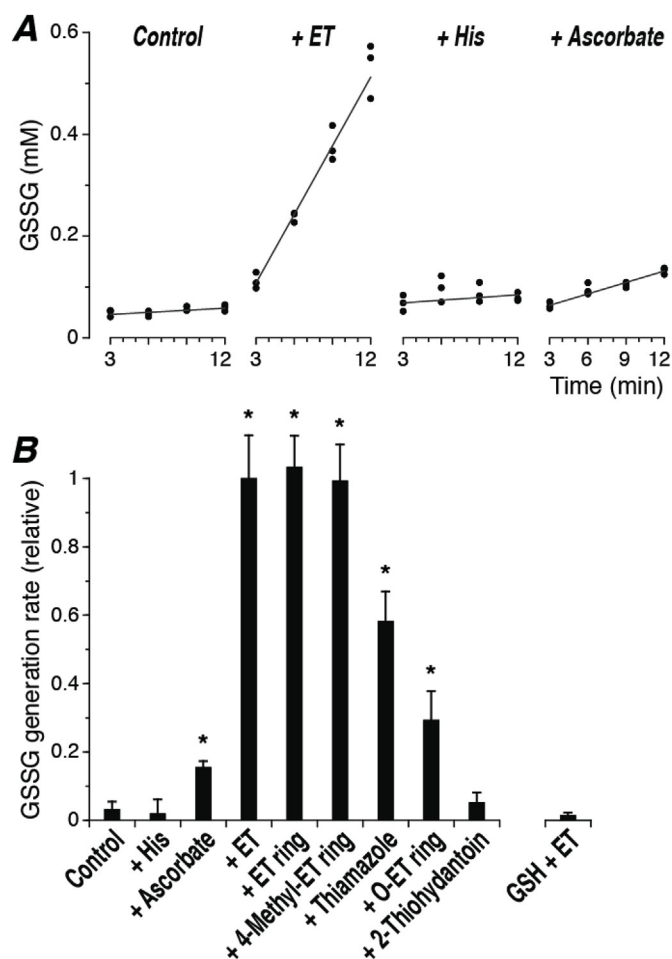 A
Control
+ ET
+ His
+ Ascorbate
GSSG (mM)
0.6
0.4
0.2
0
3 12 3 12 3 12 3 6 9 12
Time (min)
B
GSSG generation rate (relative)
1
0.8
0.6
0.4
0.2
0
* * * * * *
Control
+ His
+ Ascorbate
+ ET
+ ET ring
+ 4-Methyl-ET ring
+ Thiamazole
+ O-ET ring
+ 2-Thiohydantoin
GSH + ET